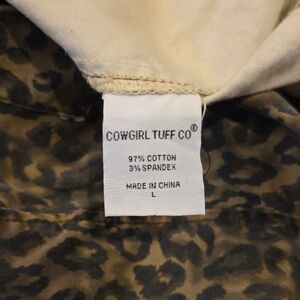 COWGIRL TUFF CO®
97% COTTON
3% SPANDEX
MADE IN CHINA
L